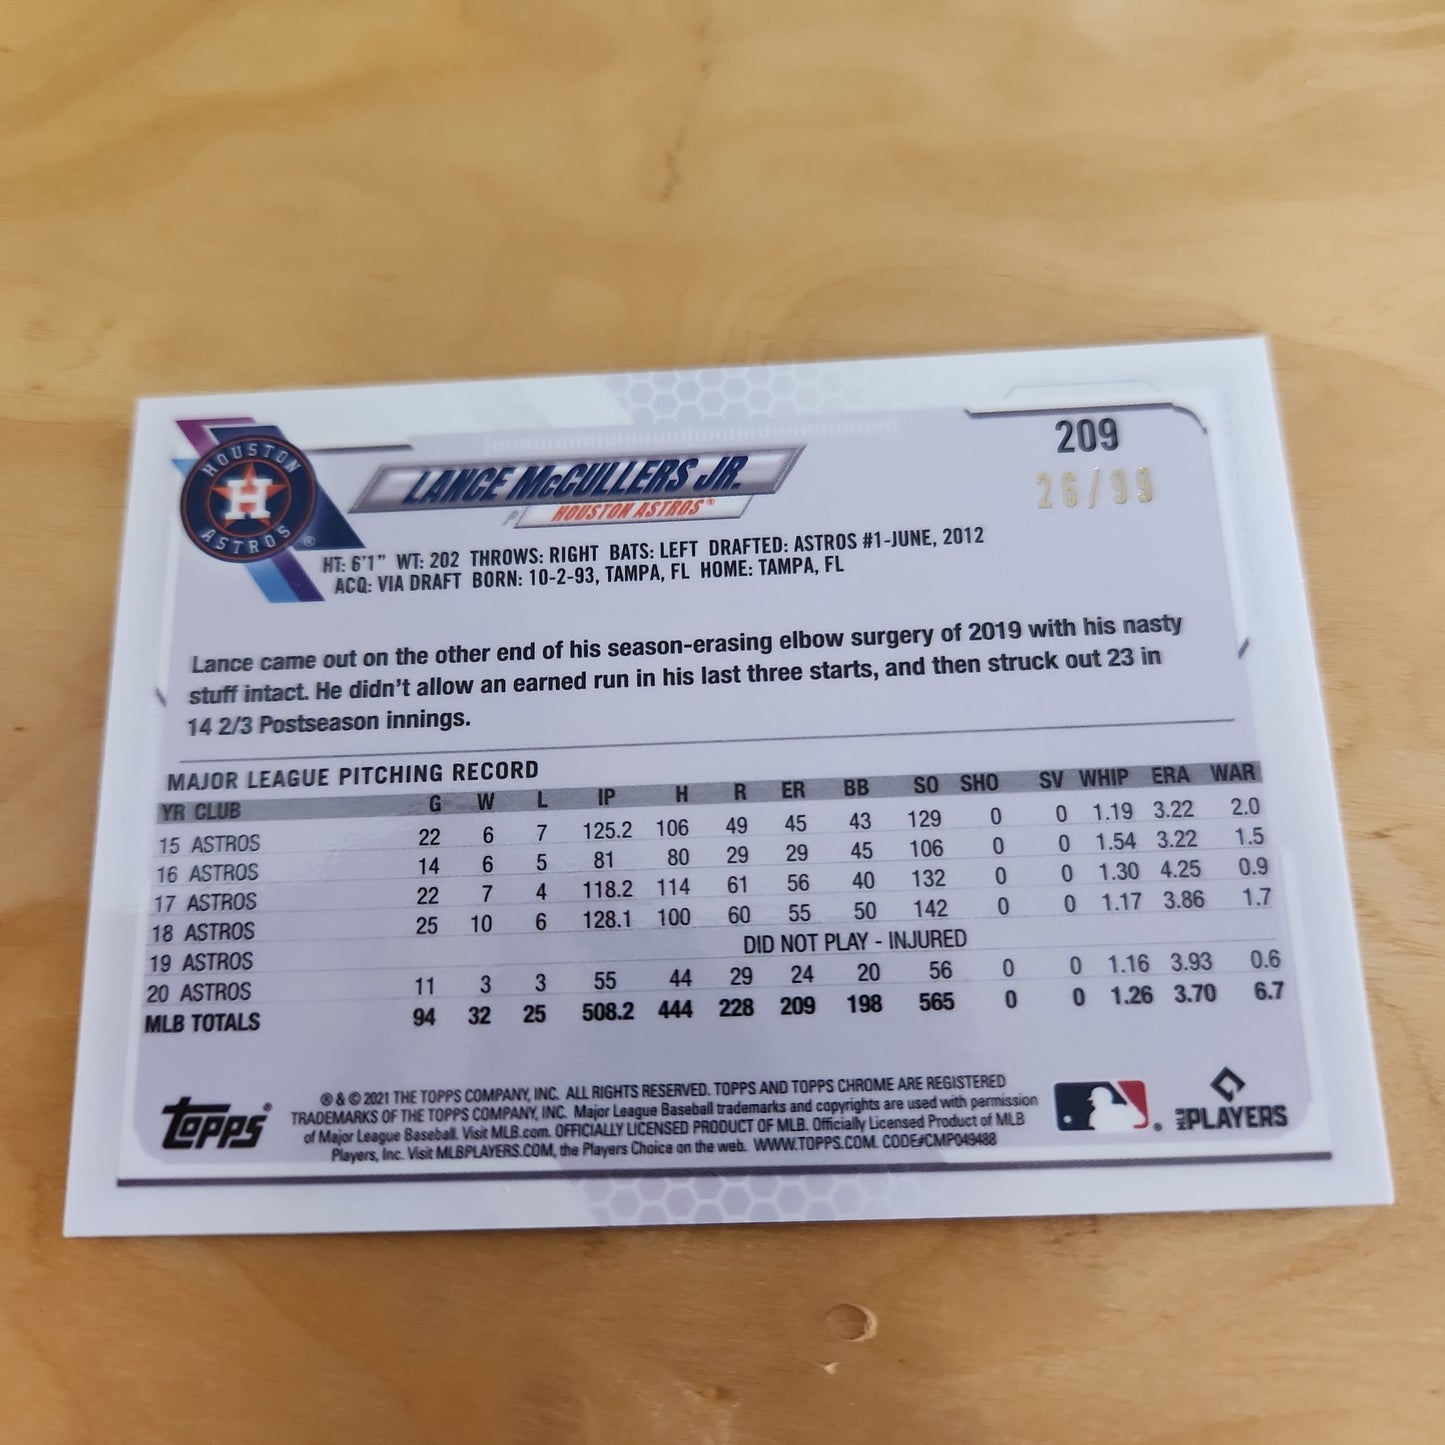 HOUSTON
H
ASTROS
®
LANCE McCULLERS JR.
P HOUSTON ASTROS®
209
26/99
HT: 6'1" WT: 202 THROWS: RIGHT BATS: LEFT DRAFTED: ASTROS #1-JUNE, 2012
ACQ: VIA DRAFT BORN: 10-2-93, TAMPA, FL HOME: TAMPA, FL
Lance came out on the other end of his season-erasing elbow surgery of 2019 with his nasty
stuff intact. He didn't allow an earned run in his last three starts, and then struck out 23 in
14 2/3 Postseason innings.
MAJOR LEAGUE PITCHING RECORD
YR CLUB G W L IP H R ER BB SO SHO SV WHIP ERA WAR
15 ASTROS 22 6 7 125.2 106 49 45 43 129 0 0 1.19 3.22 2.0
16 ASTROS 14 6 5 81 80 29 29 45 106 0 0 1.54 3.22 1.5
17 ASTROS 22 7 4 118.2 114 61 56 40 132 0 0 1.30 4.25 0.9
18 ASTROS 25 10 6 128.1 100 60 55 50 142 0 0 1.17 3.86 1.7
19 ASTROS DID NOT PLAY - INJURED
20 ASTROS 11 3 3 55 44 29 24 20 56 0 0 1.16 3.93 0.6
MLB TOTALS 94 32 25 508.2 444 228 209 198 565 0 0 1.26 3.70 6.7
topps®
® & © 2021 THE TOPPS COMPANY, INC. ALL RIGHTS RESERVED. TOPPS AND TOPPS CHROME ARE REGISTERED
TRADEMARKS OF THE TOPPS COMPANY, INC. Major League Baseball trademarks and copyrights are used with permission
of Major League Baseball. Visit MLB.com. OFFICIALLY LICENSED PRODUCT OF MLB. Officially Licensed Product of MLB
Players, Inc. Visit MLBPLAYERS.COM, the Players Choice on the web. WWW.TOPPS.COM. CODE#CMP049488
MLB PLAYERS